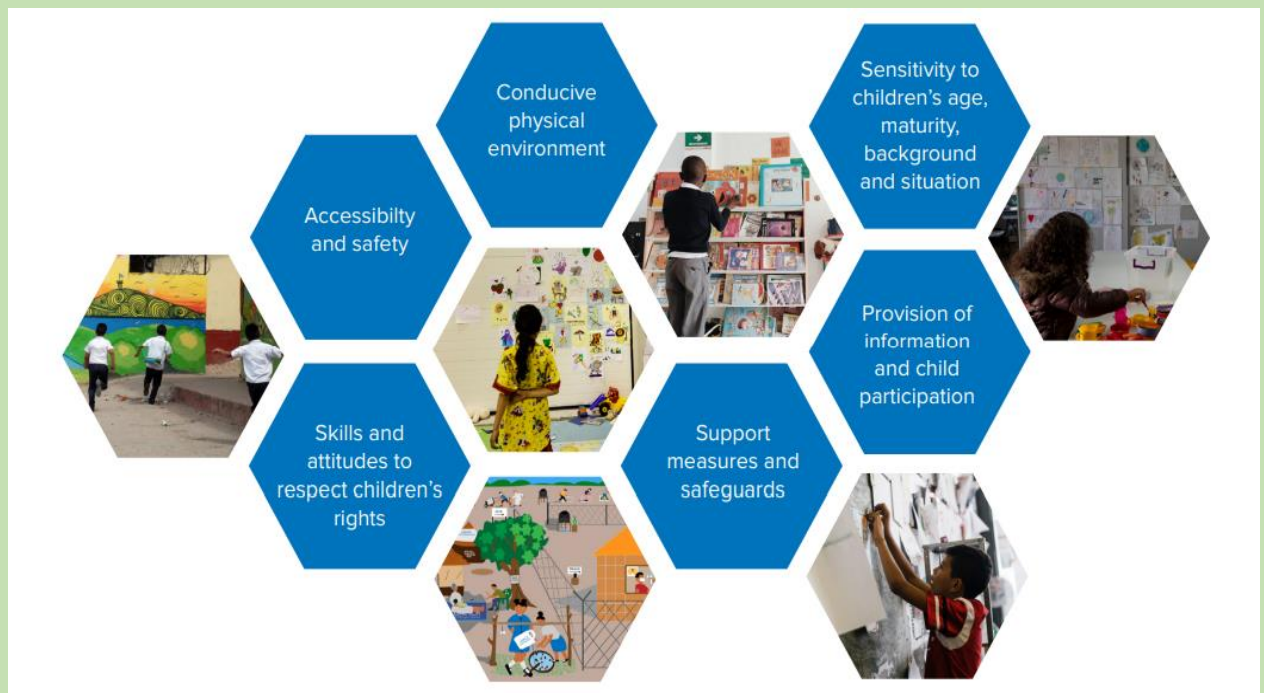 Conducive
physical
environment
Sensitivity to
children's age,
maturity,
background
and situation
Accessibilty
and safety
Provision of
information
and child
participation
Skills and
attitudes to
respect children's
rights
Support
measures and
safeguards